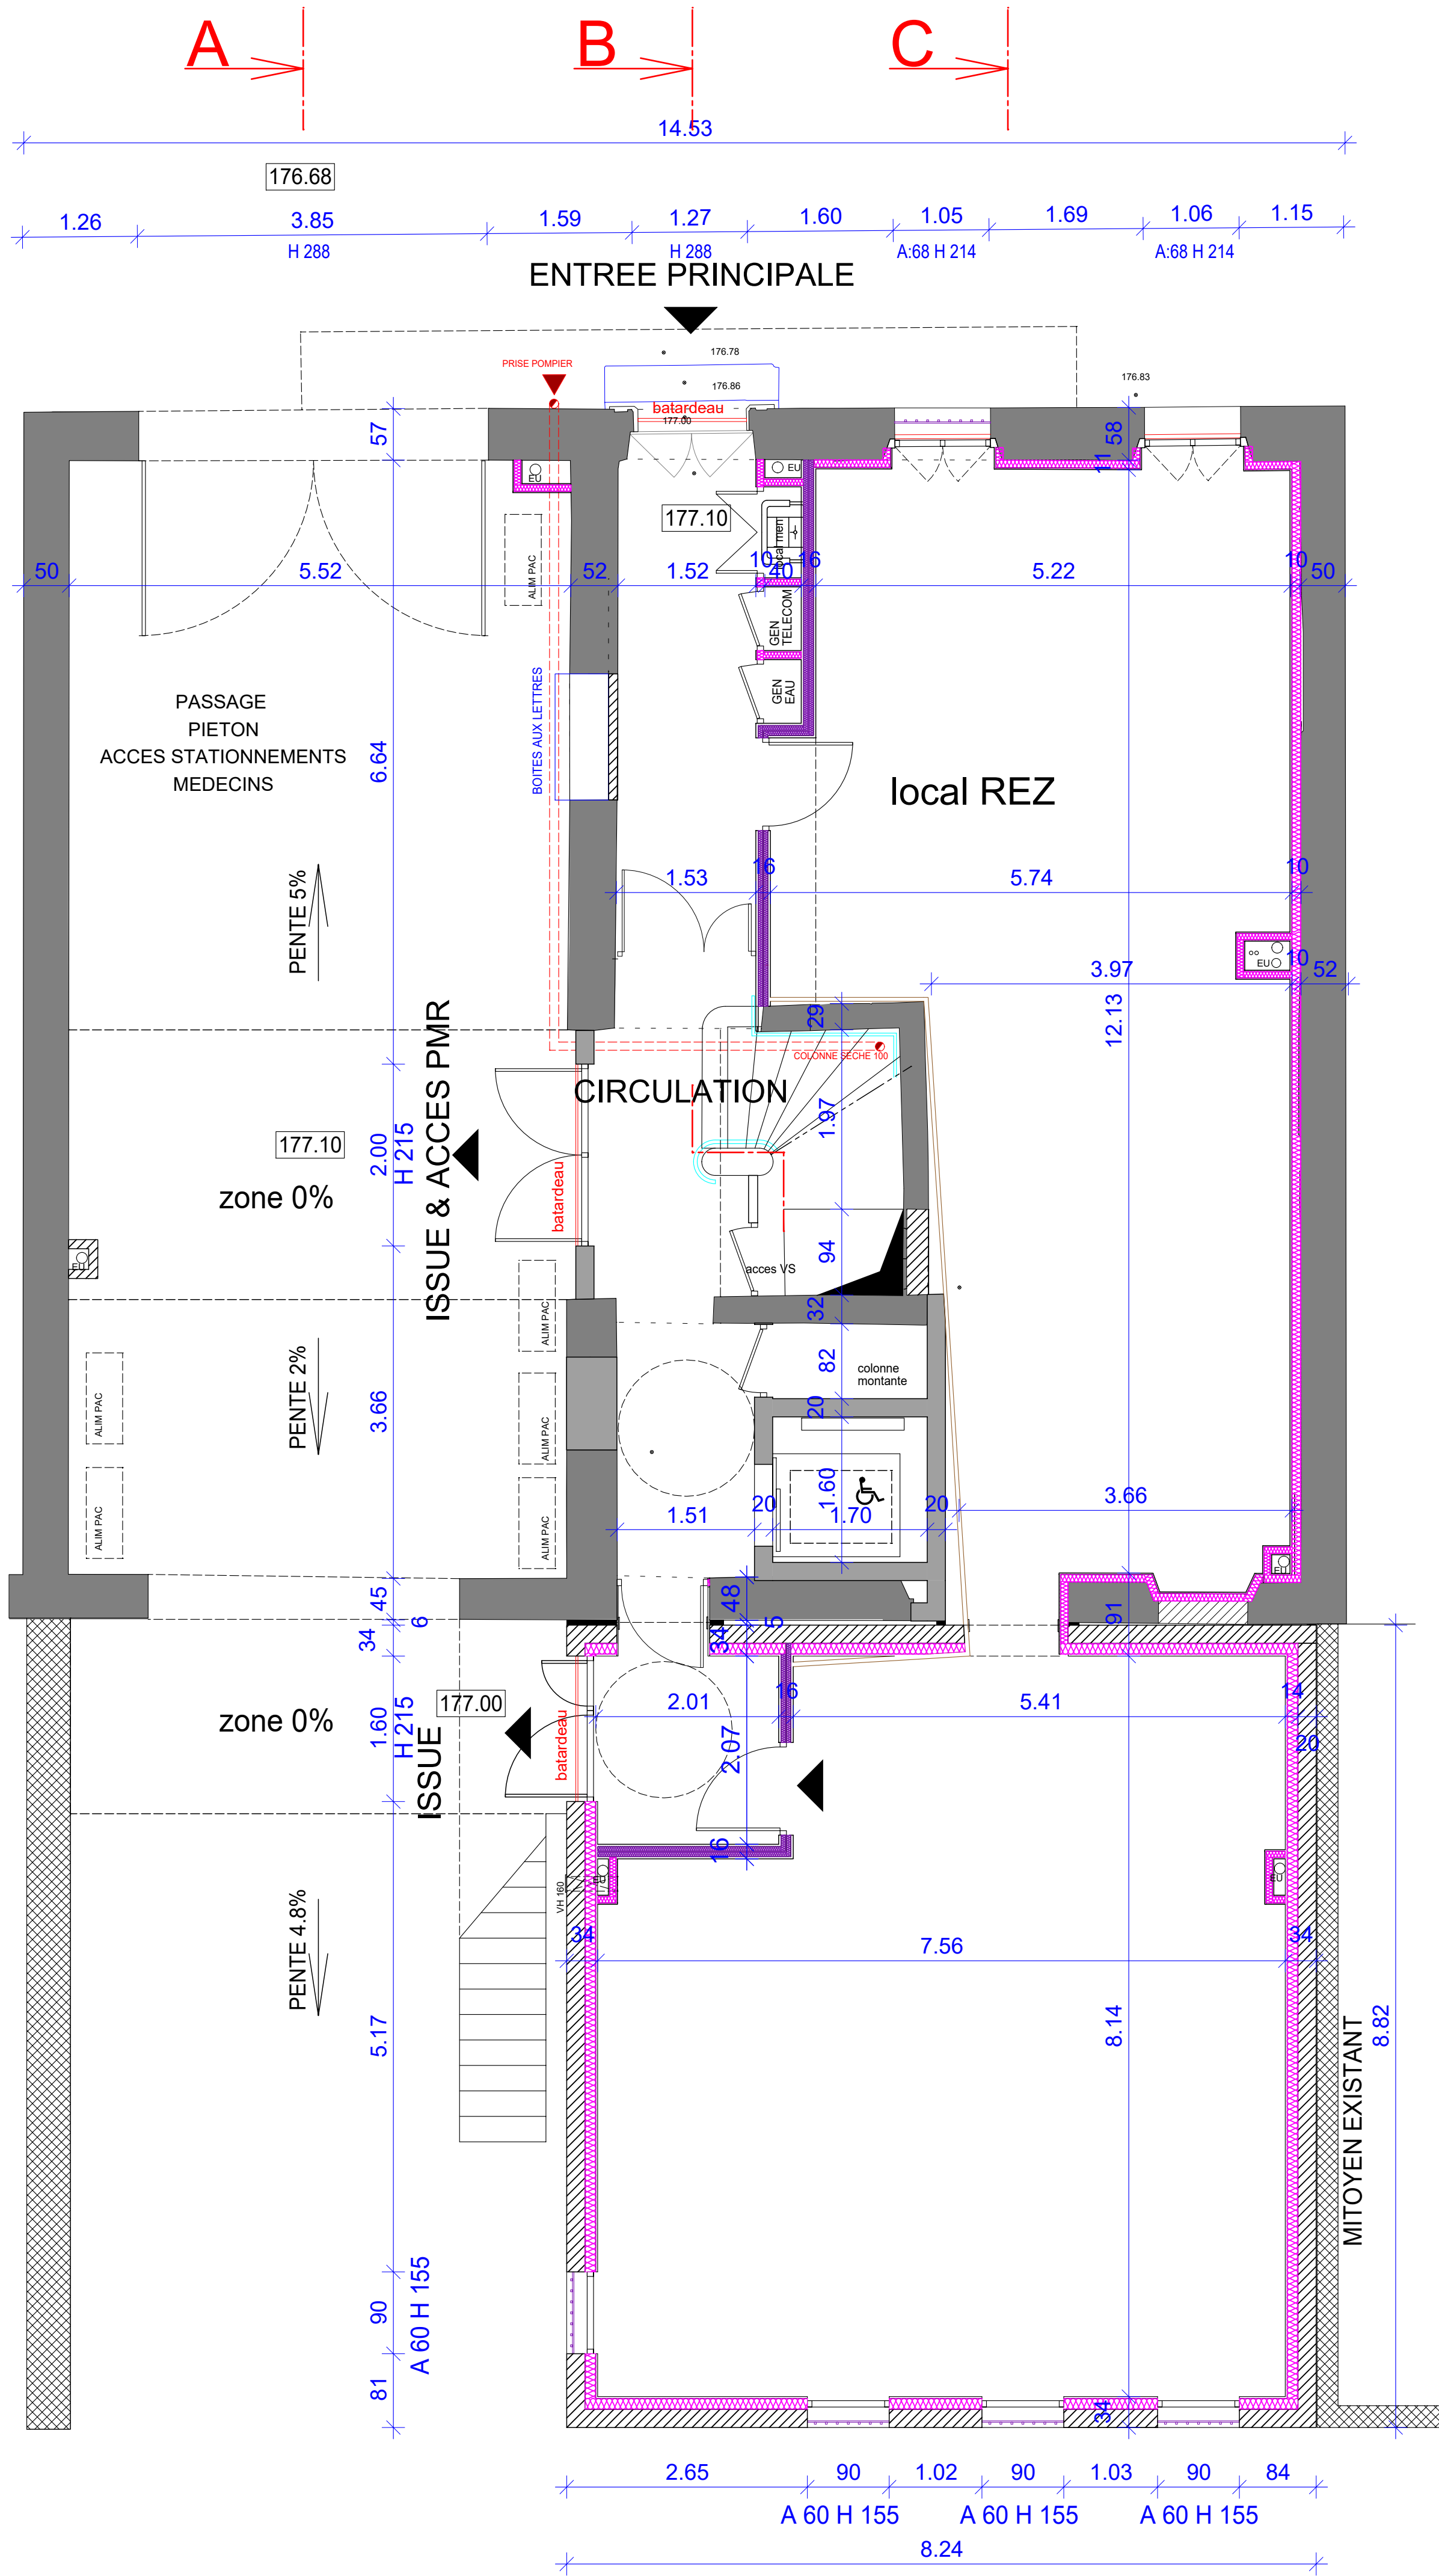 A
B
C
14.53
176.68
1.26
3.85
1.59
1.27
1.60
1.05
1.69
1.06
1.15
H 288
H 288
A:68 H 214
A:68 H 214
ENTREE PRINCIPALE
PRISE POMPIER
176.78
176.86
176.83
batardeau
177.00
57
58
11
EU
EU
177.10
local men
ALIM PAC
50
5.52
52
1.52
10
40
16
5.22
10
50
GEN
TELECOM
GEN
EAU
BOITES AUX LETTRES
PASSAGE
PIETON
ACCES STATIONNEMENTS
MEDECINS
6.64
local REZ
PENTE 5%
1.53
16
5.74
10
EU
10
3.97
52
12.13
29
COLONNE SECHE 100
CIRCULATION
1.97
ISSUE & ACCES PMR
177.10
2.00
H 215
batardeau
zone 0%
EU
94
acces VS
32
82
colonne
montante
20
ALIM PAC
ALIM PAC
ALIM PAC
ALIM PAC
ALIM PAC
PENTE 2%
3.66
1.60
1.51
20
1.70
20
3.66
EU
45
6
34
48
5
34
91
177.00
zone 0%
1.60
H 215
ISSUE
batardeau
2.01
16
5.41
14
20
2.07
16
EU
EU
VH 160
PENTE 4.8%
34
7.56
34
5.17
8.14
8.82
MITOYEN EXISTANT
90
A 60 H 155
81
34
2.65
90
1.02
90
1.03
90
84
A 60 H 155
A 60 H 155
A 60 H 155
8.24